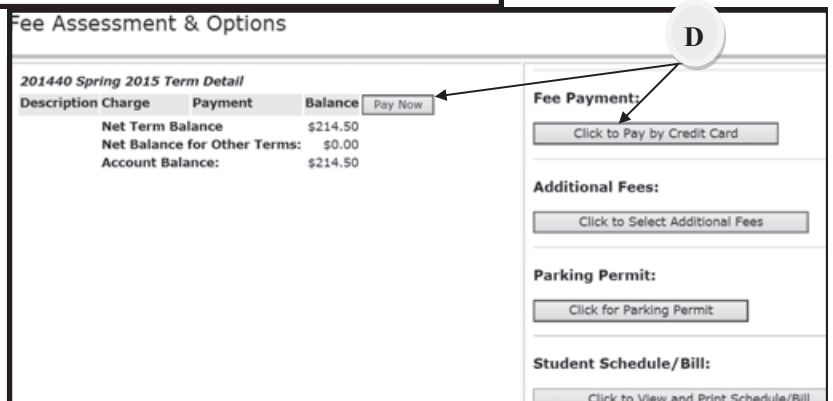 Fee Assessment & Options
D
201440 Spring 2015 Term Detail
Description Charge Payment Balance Pay Now
Net Term Balance $214.50
Net Balance for Other Terms: $0.00
Account Balance: $214.50
Fee Payment:
Click to Pay by Credit Card
Additional Fees:
Click to Select Additional Fees
Parking Permit:
Click for Parking Permit
Student Schedule/Bill:
Click to View and Print Schedule/Bill